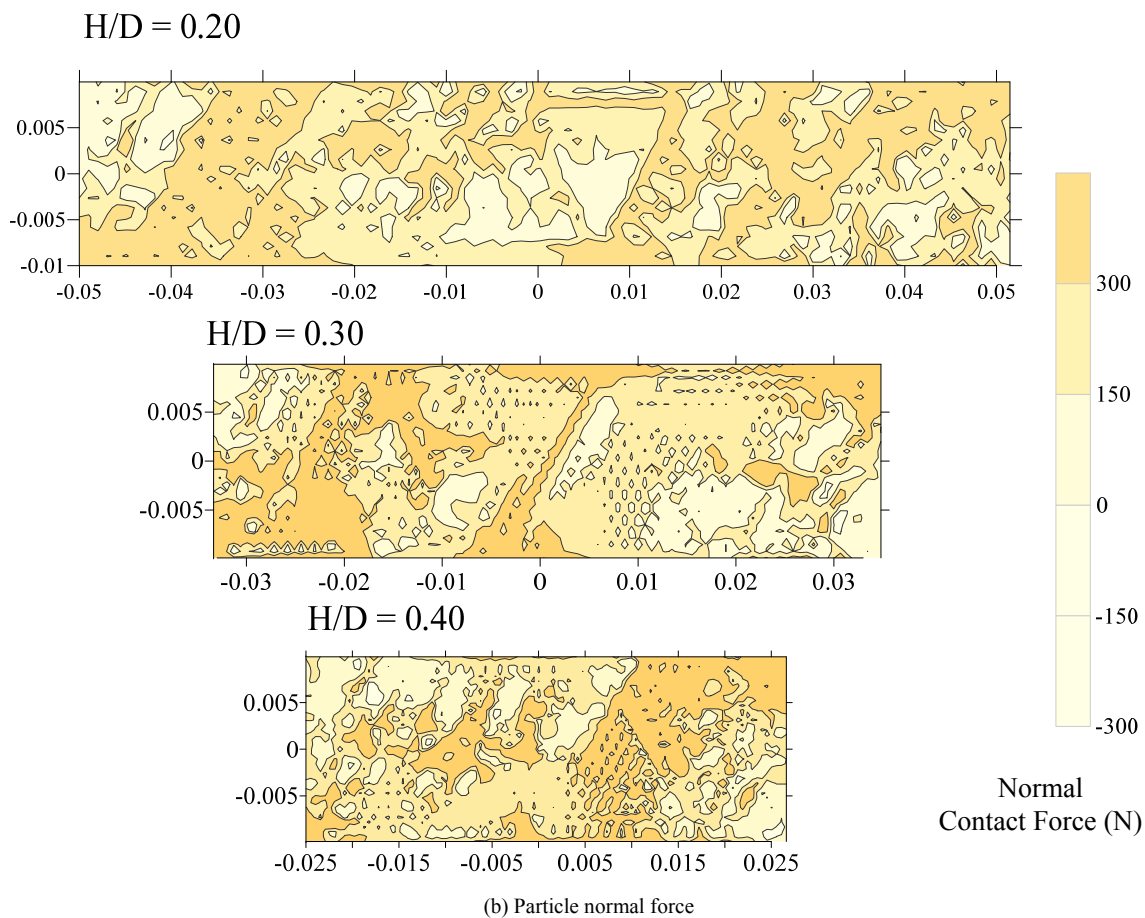 H/D = 0.20
0.005
0
-0.005
-0.01
-0.05 -0.04 -0.03 -0.02 -0.01 0 0.01 0.02 0.03 0.04 0.05
H/D = 0.30
0.005
0
-0.005
-0.03 -0.02 -0.01 0 0.01 0.02 0.03
H/D = 0.40
0.005
0
-0.005
-0.025 -0.015 -0.005 0.005 0.015 0.025
300
150
0
-150
-300
Normal
Contact Force (N)
(b) Particle normal force